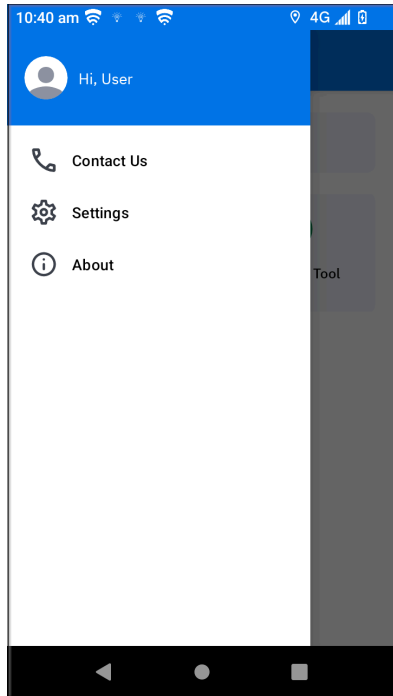 10:40 am 4G
Hi, User
Contact Us
Settings
About
Tool